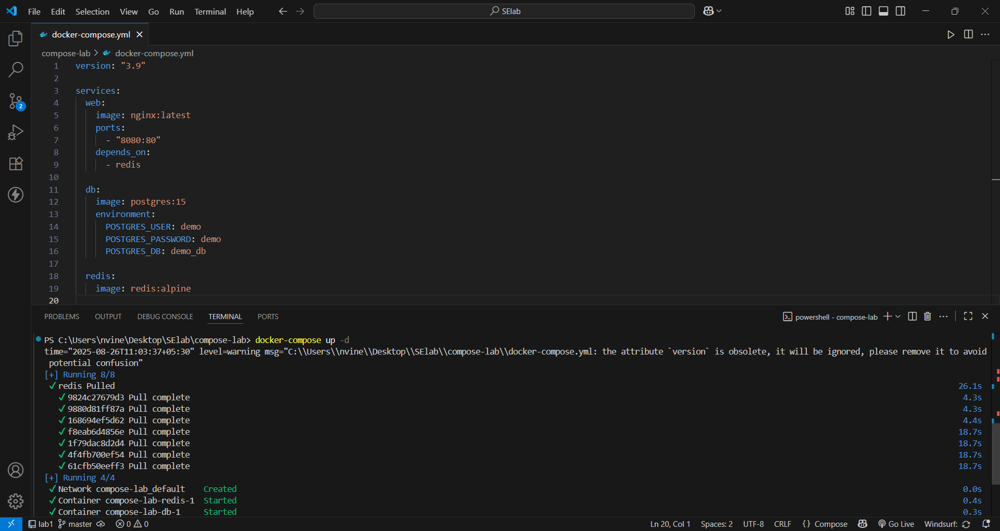 File Edit Selection View Go Run Terminal Help SElab
docker-compose.yml
compose-lab > docker-compose.yml
1 version: "3.9"
2
3 services:
4 web:
5 image: nginx:latest
6 ports:
7 - "8080:80"
8 depends_on:
9 - redis
10
11 db:
12 image: postgres:15
13 environment:
14 POSTGRES_USER: demo
15 POSTGRES_PASSWORD: demo
16 POSTGRES_DB: demo_db
17
18 redis:
19 image: redis:alpine
20
PROBLEMS OUTPUT DEBUG CONSOLE TERMINAL PORTS powershell - compose-lab
PS C:\Users\nvine\Desktop\SElab\compose-lab> docker-compose up -d
time="2025-08-26T11:03:37+05:30" level=warning msg="C:\\Users\\nvine\\Desktop\\SElab\\compose-lab\\docker-compose.yml: the attribute `version` is obsolete, it will be ignored, please remove it to avoid
potential confusion"
[+] Running 8/8
✓ redis Pulled 26.1s
✓ 9824c27679d3 Pull complete 4.3s
✓ 9880d81ff87a Pull complete 4.3s
✓ 168694ef5d62 Pull complete 4.4s
✓ f8eab6d4856e Pull complete 18.7s
✓ 1f79dac8d2d4 Pull complete 18.7s
✓ 4f4fb700ef54 Pull complete 18.7s
✓ 61cfb50eeff3 Pull complete 18.7s
[+] Running 4/4
✓ Network compose-lab_default Created 0.0s
✓ Container compose-lab-redis-1 Started 0.4s
✓ Container compose-lab-db-1 Started 0.3s
2
lab1 master 0 0 Ln 20, Col 1 Spaces: 2 UTF-8 CRLF {} Compose Go Live Windsurf: